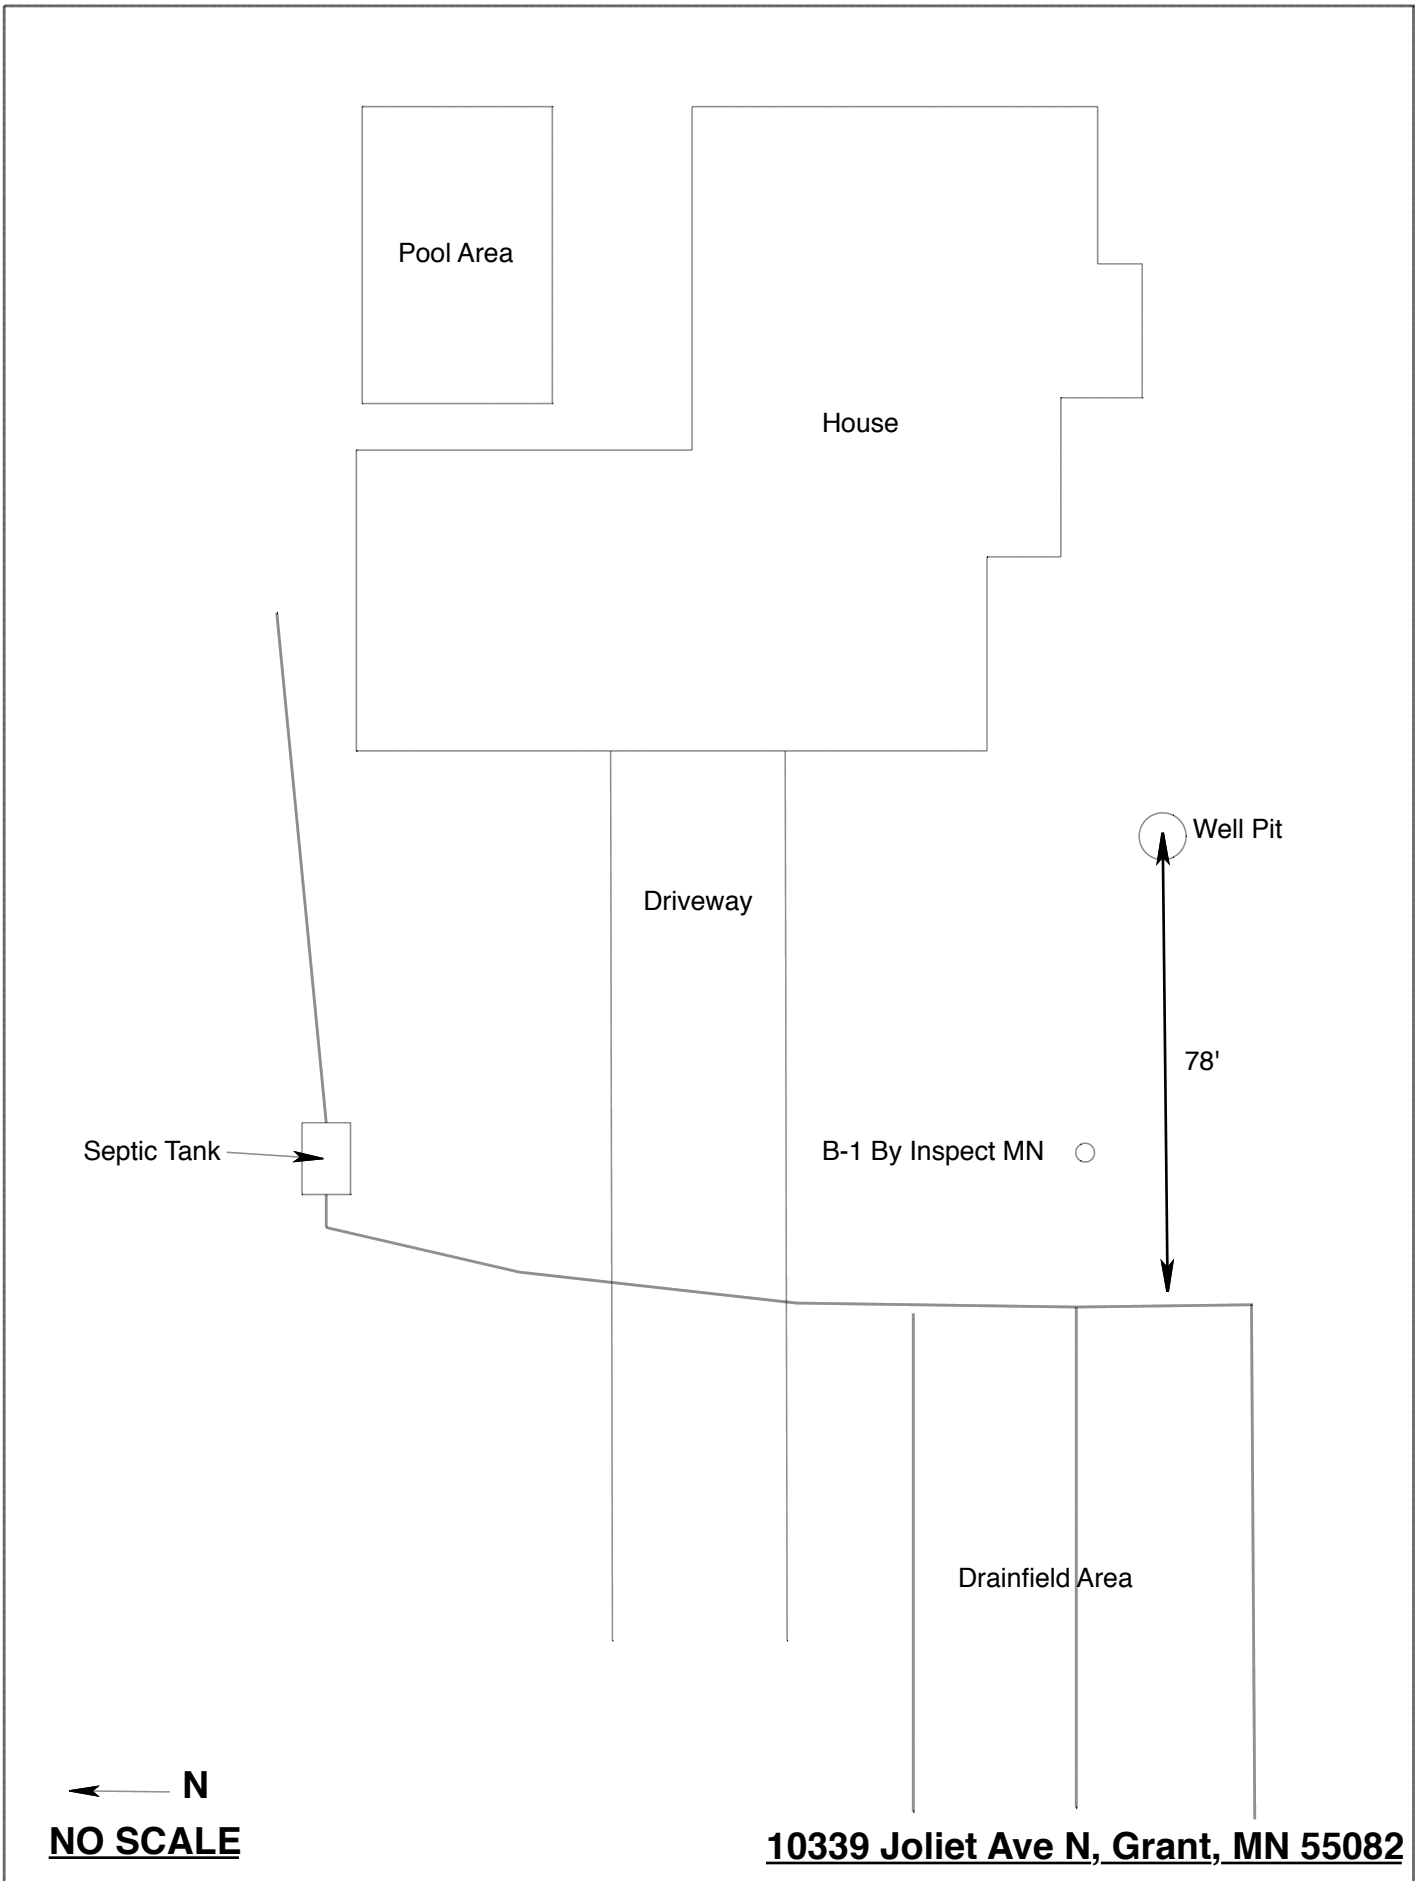 Pool Area
House
Well Pit
Driveway
78'
Septic Tank
B-1 By Inspect MN
Drainfield Area
N
NO SCALE
10339 Joliet Ave N, Grant, MN 55082